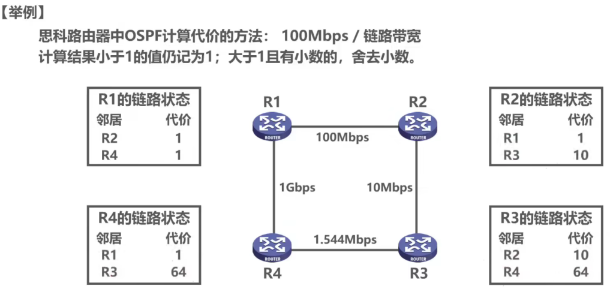 【举例】
思科路由器中OSPF计算代价的方法： 100Mbps / 链路带宽
计算结果小于1的值仍记为1；大于1且有小数的，舍去小数。
R1的链路状态
邻居 代价
R2 1
R4 1
R1
R2
ROUTER
ROUTER
100Mbps
R2的链路状态
邻居 代价
R1 1
R3 10
1Gbps
10Mbps
R4的链路状态
邻居 代价
R1 1
R3 64
1.544Mbps
ROUTER
ROUTER
R4
R3
R3的链路状态
邻居 代价
R2 10
R4 64